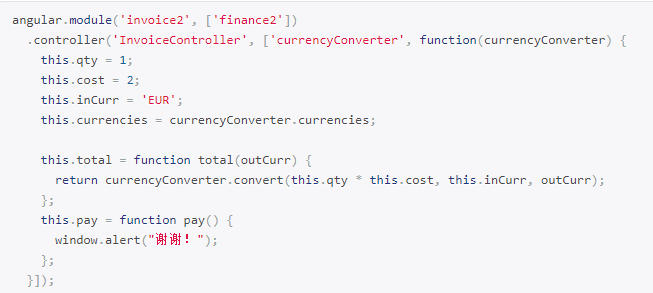 angular.module('invoice2', ['finance2'])
  .controller('InvoiceController', ['currencyConverter', function(currencyConverter) {
    this.qty = 1;
    this.cost = 2;
    this.inCurr = 'EUR';
    this.currencies = currencyConverter.currencies;

    this.total = function total(outCurr) {
      return currencyConverter.convert(this.qty * this.cost, this.inCurr, outCurr);
    };
    this.pay = function pay() {
      window.alert("谢谢！");
    };
  }]);